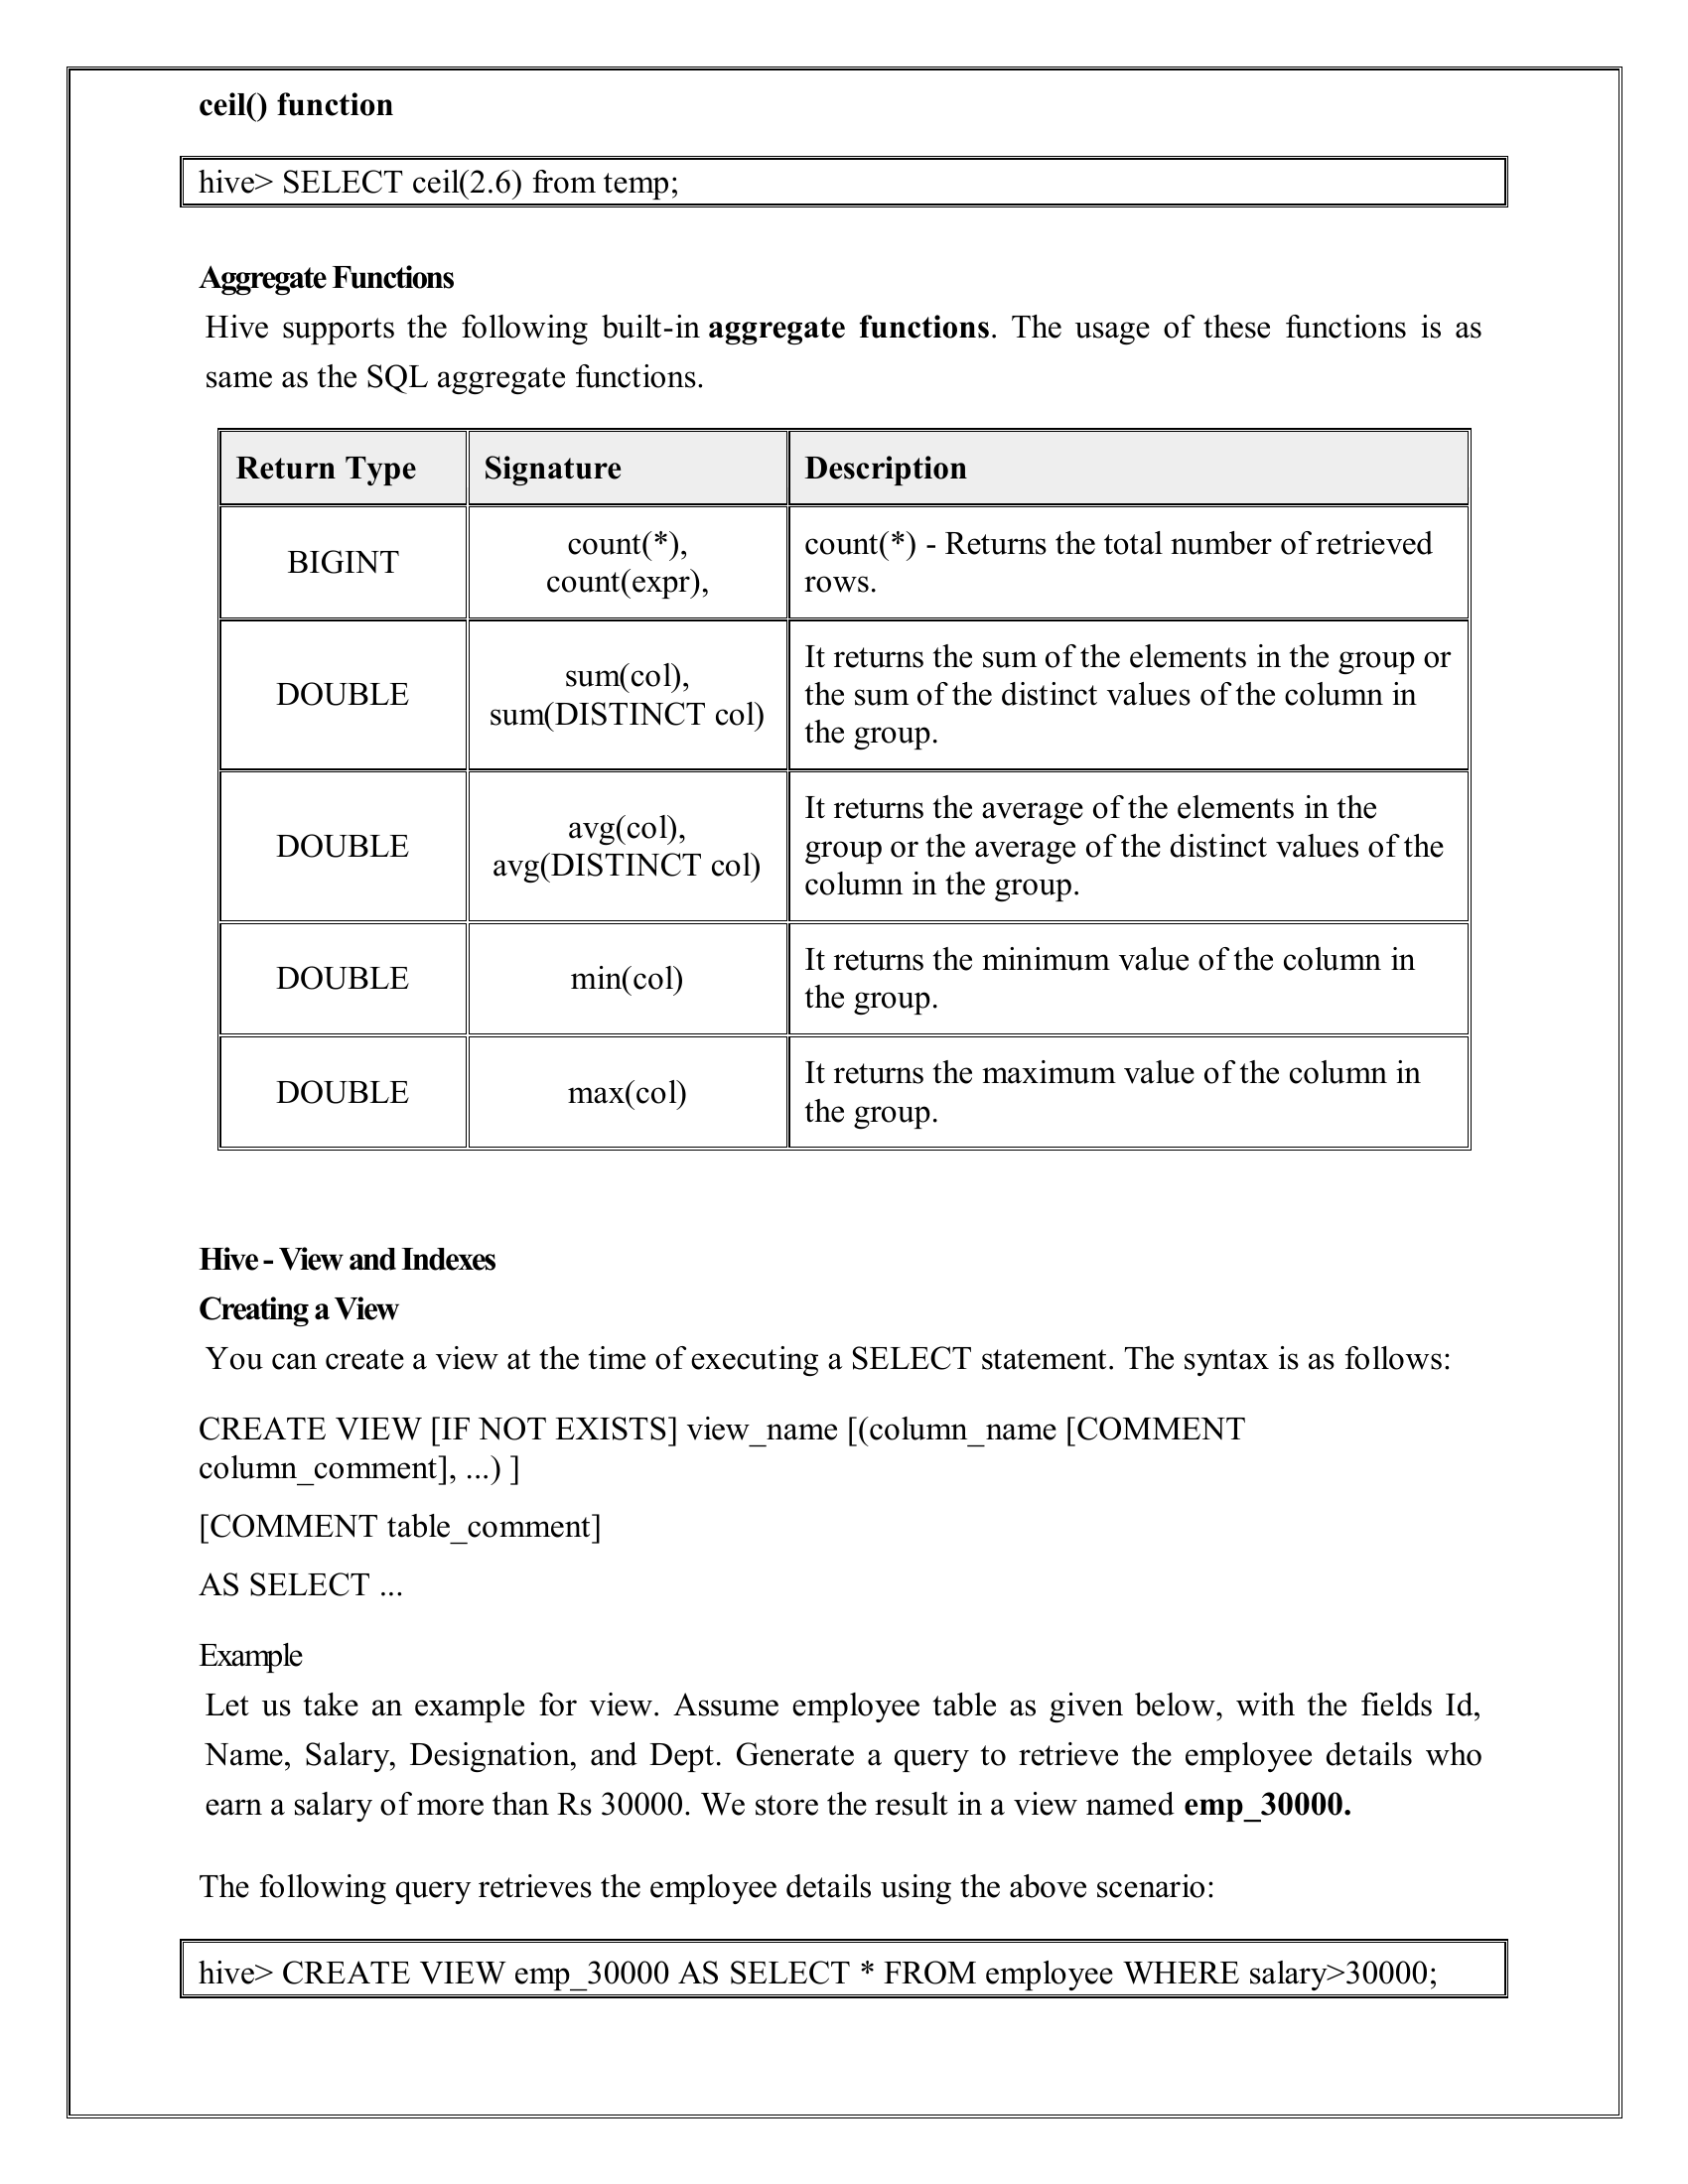 ceil() function
hive> SELECT ceil(2.6) from temp;
Aggregate Functions
Hive supports the following built-in aggregate functions. The usage of these functions is as
same as the SQL aggregate functions.
Return Type Signature Description
BIGINT
count(*),
count(expr),
count(*) - Returns the total number of retrieved
rows.
DOUBLE
sum(col),
sum(DISTINCT col)
It returns the sum of the elements in the group or
the sum of the distinct values of the column in
the group.
DOUBLE
avg(col),
avg(DISTINCT col)
It returns the average of the elements in the
group or the average of the distinct values of the
column in the group.
DOUBLE
min(col)
It returns the minimum value of the column in
the group.
DOUBLE
max(col)
It returns the maximum value of the column in
the group.
Hive - View and Indexes
Creating a View
You can create a view at the time of executing a SELECT statement. The syntax is as follows:
CREATE VIEW [IF NOT EXISTS] view_name [(column_name [COMMENT
column_comment], ...) ]
[COMMENT table_comment]
AS SELECT ...
Example
Let us take an example for view. Assume employee table as given below, with the fields Id,
Name, Salary, Designation, and Dept. Generate a query to retrieve the employee details who
earn a salary of more than Rs 30000. We store the result in a view named emp_30000.
The following query retrieves the employee details using the above scenario:
hive> CREATE VIEW emp_30000 AS SELECT * FROM employee WHERE salary>30000;